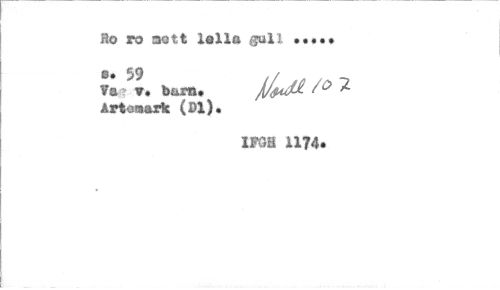 Ro ro mett lella gull .....
s. 59
Vag v. barn.
Nordl 107
Artemark (Dl).
IFGH 1174.